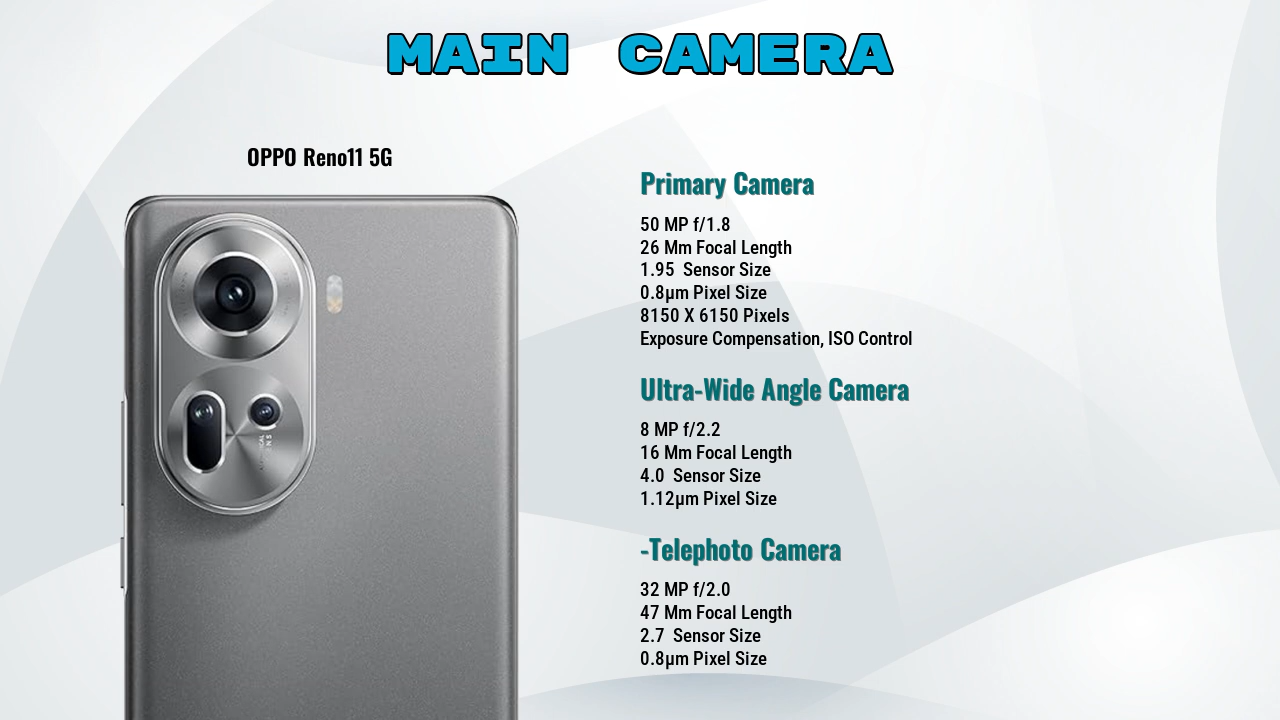 MAIN CAMERA
OPPO Reno11 5G
Primary Camera
50 MP f/1.8
26 Mm Focal Length
1.95  Sensor Size
0.8µm Pixel Size
8150 X 6150 Pixels
Exposure Compensation, ISO Control
Ultra-Wide Angle Camera
8 MP f/2.2
16 Mm Focal Length
4.0  Sensor Size
1.12µm Pixel Size
-Telephoto Camera
32 MP f/2.0
47 Mm Focal Length
2.7  Sensor Size
0.8µm Pixel Size